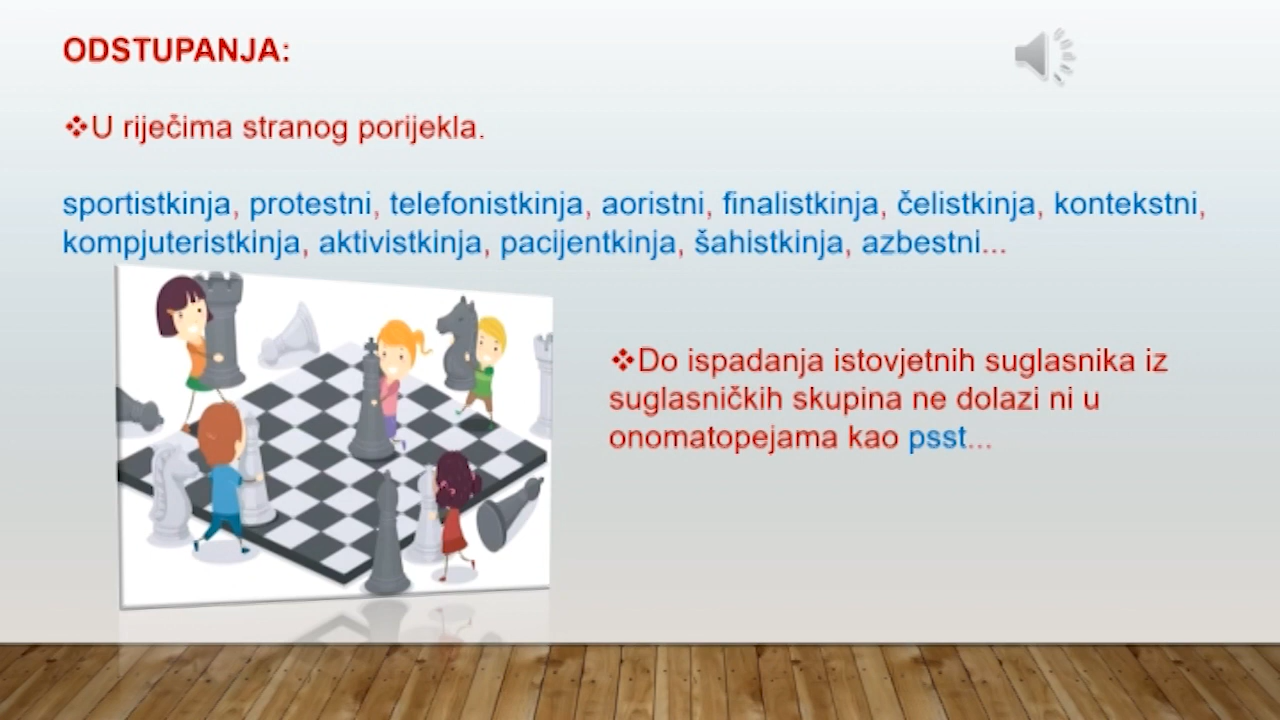 ODSTUPANJA:
❖U riječima stranog porijekla.
sportistkinja, protestni, telefonistkinja, aoristni, finalistkinja, čelistkinja, kontekstni,
kompjuteristkinja, aktivistkinja, pacijentkinja, šahistkinja, azbestni...
❖Do ispadanja istovjetnih suglasnika iz
suglasničkih skupina ne dolazi ni u
onomatopejama kao psst...